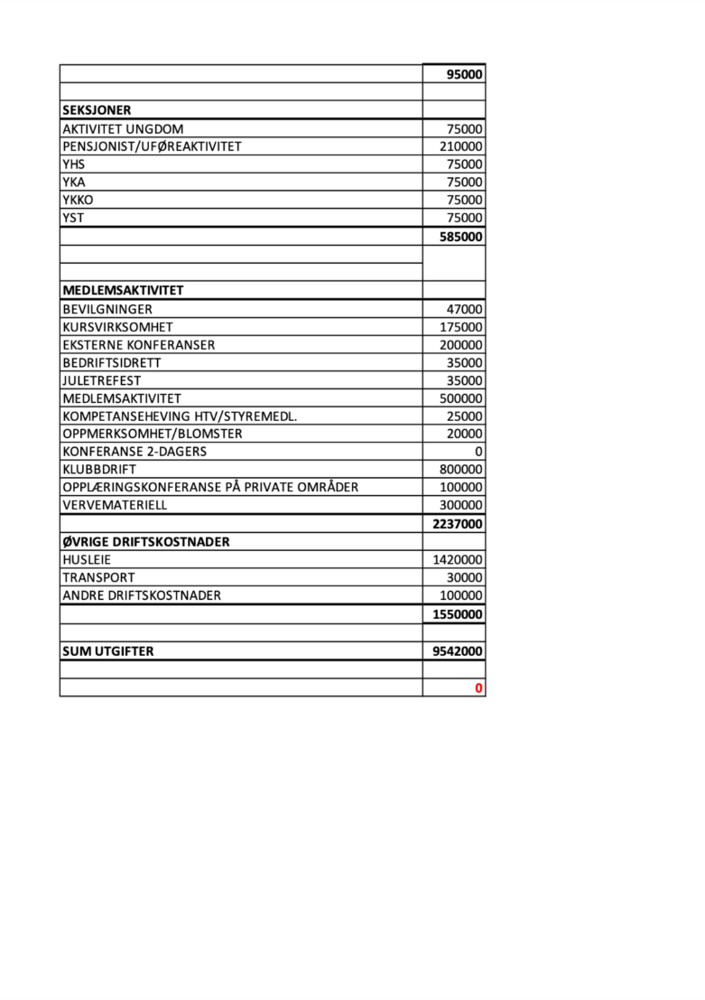 95000
SEKSJONER
AKTIVITET UNGDOM 75000
PENSJONIST/UFØREAKTIVITET 210000
YHS 75000
YKA 75000
YKKO 75000
YST 75000
585000
MEDLEMSAKTIVITET
BEVILGNINGER 47000
KURSVIRKSOMHET 175000
EKSTERNE KONFERANSER 200000
BEDRIFTSIDRETT 35000
JULETREFEST 35000
MEDLEMSAKTIVITET 500000
KOMPETANSEHEVING HTV/STYREMEDL. 25000
OPPMERKSOMHET/BLOMSTER 20000
KONFERANSE 2-DAGERS 0
KLUBBDRIFT 800000
OPPLÆRINGSKONFERANSE PÅ PRIVATE OMRÅDER 100000
VERVEMATERIELL 300000
2237000
ØVRIGE DRIFTSKOSTNADER
HUSLEIE 1420000
TRANSPORT 30000
ANDRE DRIFTSKOSTNADER 100000
1550000
SUM UTGIFTER 9542000
0